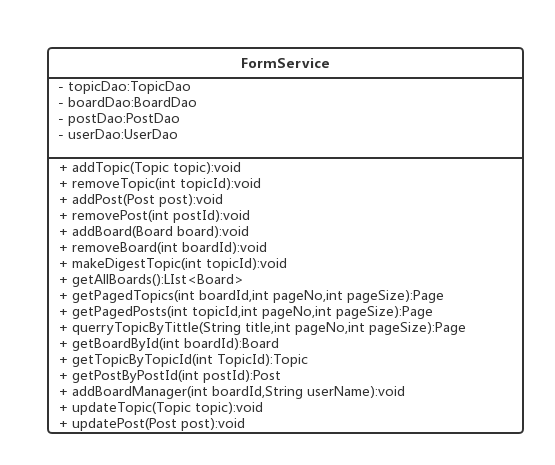 FormService
- topicDao:TopicDao
- boardDao:BoardDao
- postDao:PostDao
- userDao:UserDao
+ addTopic(Topic topic):void
+ removeTopic(int topicId):void
+ addPost(Post post):void
+ removePost(int postId):void
+ addBoard(Board board):void
+ removeBoard(int boardId):void
+ makeDigestTopic(int topicId):void
+ getAllBoards():LIst<Board>
+ getPagedTopics(int boardId,int pageNo,int pageSize):Page
+ getPagedPosts(int topicId,int pageNo,int pageSize):Page
+ querryTopicByTittle(String title,int pageNo,int pageSize):Page
+ getBoardById(int boardId):Board
+ getTopicByTopicId(int TopicId):Topic
+ getPostByPostId(int postId):Post
+ addBoardManager(int boardId,String userName):void
+ updateTopic(Topic topic):void
+ updatePost(Post post):void